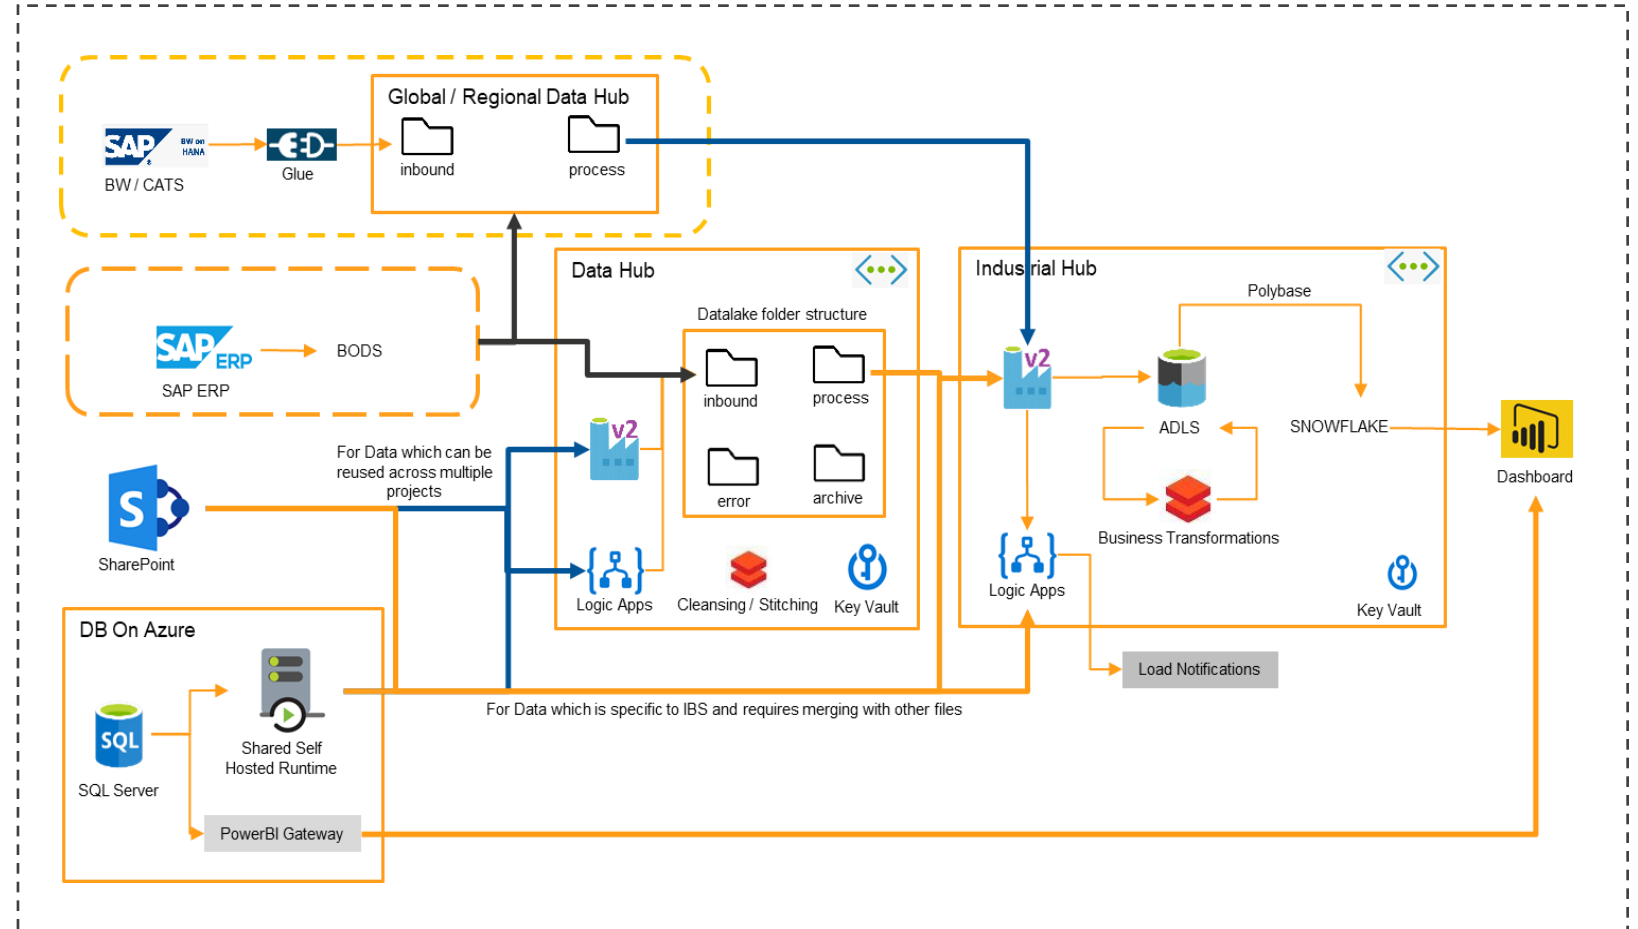 Global / Regional Data Hub
SAP
BW on
HANA
BW / CATS
Glue
inbound
process
Data Hub
Industrial Hub
Polybase
Datalake folder structure
SAP ERP
SAP ERP
BODS
v2
inbound
process
v2
ADLS
SNOWFLAKE
For Data which can be
reused across multiple
projects
error
archive
Dashboard
S
SharePoint
Business Transformations
Logic Apps
Cleansing / Stitching
Key Vault
Logic Apps
Key Vault
DB On Azure
Load Notifications
For Data which is specific to IBS and requires merging with other files
SQL
SQL Server
Shared Self
Hosted Runtime
PowerBI Gateway